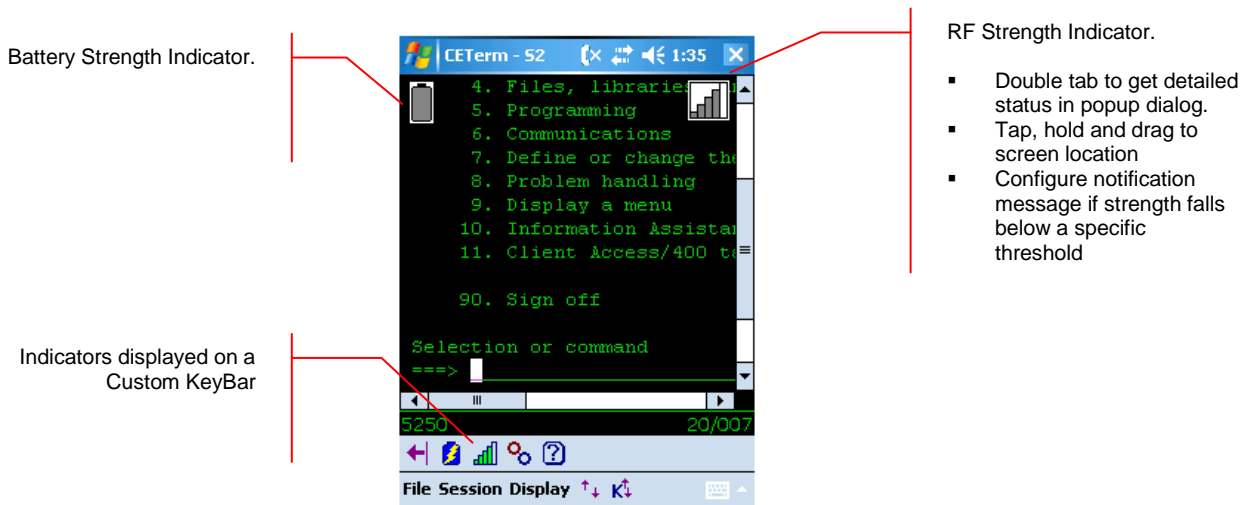 Battery Strength Indicator.
Indicators displayed on a
Custom KeyBar
CETerm - S2 1:35
4. Files, libraries
5. Programming
6. Communications
7. Define or change the
8. Problem handling
9. Display a menu
10. Information Assista
11. Client Access/400 t
90. Sign off
Selection or command
===>
5250 20/007
File Session Display K
RF Strength Indicator.
▪ Double tab to get detailed
status in popup dialog.
▪ Tap, hold and drag to
screen location
▪ Configure notification
message if strength falls
below a specific
threshold